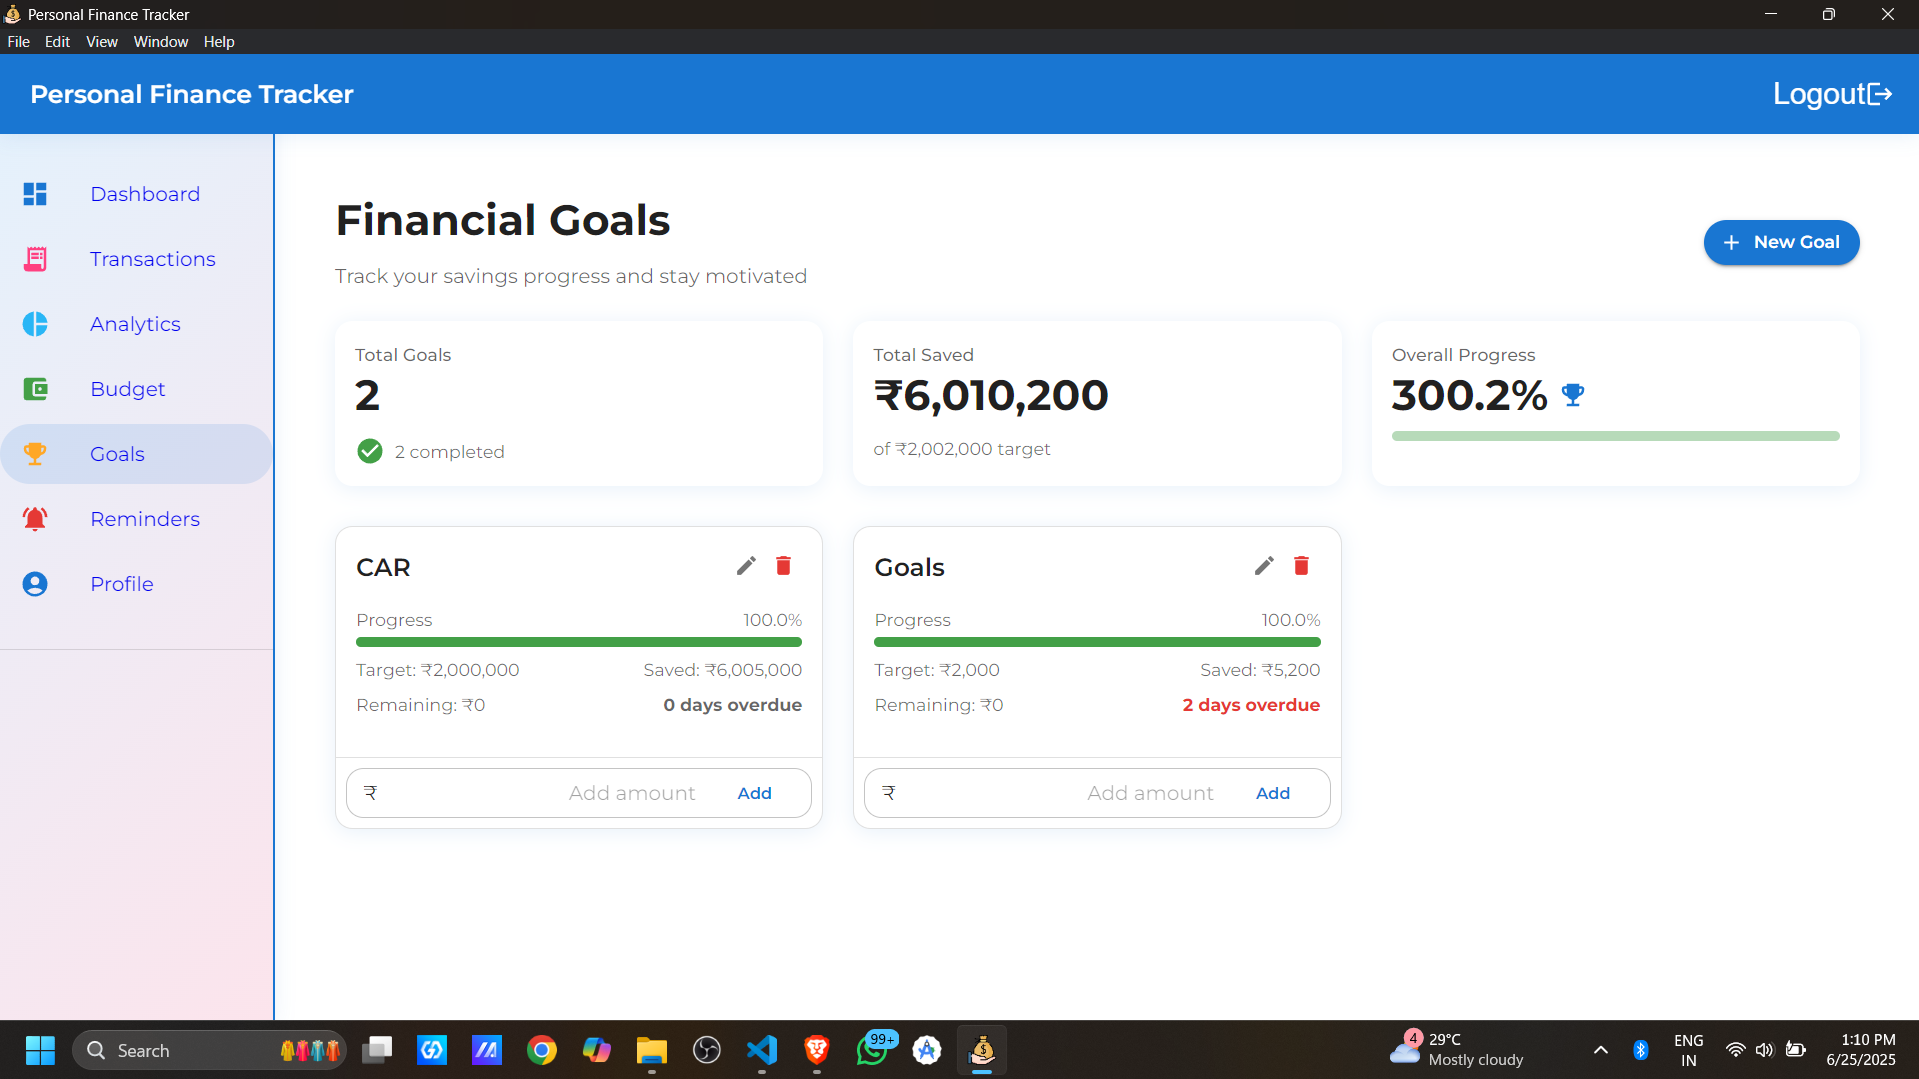 Personal Finance Tracker
File Edit View Window Help
Personal Finance Tracker
Logout
Dashboard
Transactions
Analytics
Budget
Goals
Reminders
Profile
Financial Goals
Track your savings progress and stay motivated
+ New Goal
Total Goals
2
2 completed
Total Saved
₹6,010,200
of ₹2,002,000 target
Overall Progress
300.2%
CAR
Progress 100.0%
Target: ₹2,000,000 Saved: ₹6,005,000
Remaining: ₹0 0 days overdue
₹ Add amount Add
Goals
Progress 100.0%
Target: ₹2,000 Saved: ₹5,200
Remaining: ₹0 2 days overdue
₹ Add amount Add
Search
99+
4
29°C
Mostly cloudy
ENG
IN
1:10 PM
6/25/2025